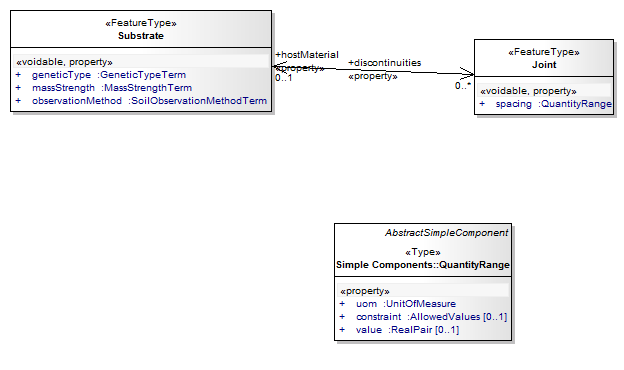 «FeatureType»
Substrate
«voidable, property»
+ geneticType :GeneticTypeTerm
+ massStrength :MassStrengthTerm
+ observationMethod :SoilObservationMethodTerm
+hostMaterial
«property»
0..1
+discontinuities
«property»
0..*
«FeatureType»
Joint
«voidable, property»
+ spacing :QuantityRange
AbstractSimpleComponent
«Type»
Simple Components::QuantityRange
«property»
+ uom :UnitOfMeasure
+ constraint :AllowedValues [0..1]
+ value :RealPair [0..1]